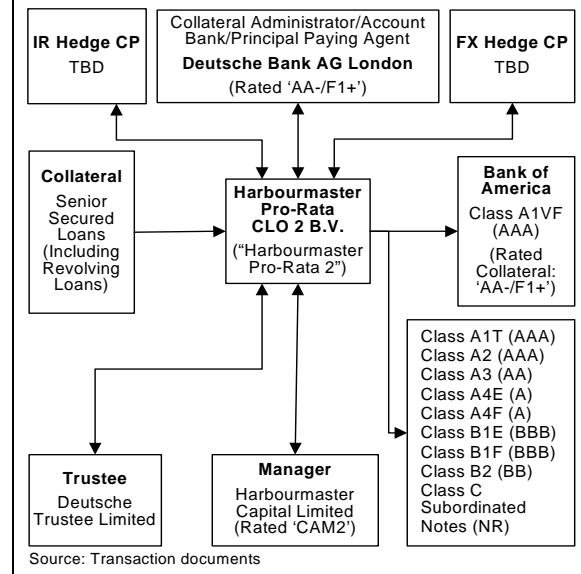 IR Hedge CP
TBD
Collateral Administrator/Account
Bank/Principal Paying Agent
Deutsche Bank AG London
(Rated ‘AA-/F1+’)
FX Hedge CP
TBD
Collateral
Senior
Secured
Loans
(Including
Revolving
Loans)
Harbourmaster
Pro-Rata
CLO 2 B.V.
(“Harbourmaster
Pro-Rata 2”)
Bank of
America
Class A1VF
(AAA)
(Rated
Collateral:
‘AA-/F1+’)
Class A1T (AAA)
Class A2 (AAA)
Class A3 (AA)
Class A4E (A)
Class A4F (A)
Class B1E (BBB)
Class B1F (BBB)
Class B2 (BB)
Class C
Subordinated
Notes (NR)
Trustee
Deutsche
Trustee Limited
Manager
Harbourmaster
Capital Limited
(Rated ‘CAM2’)
Source: Transaction documents